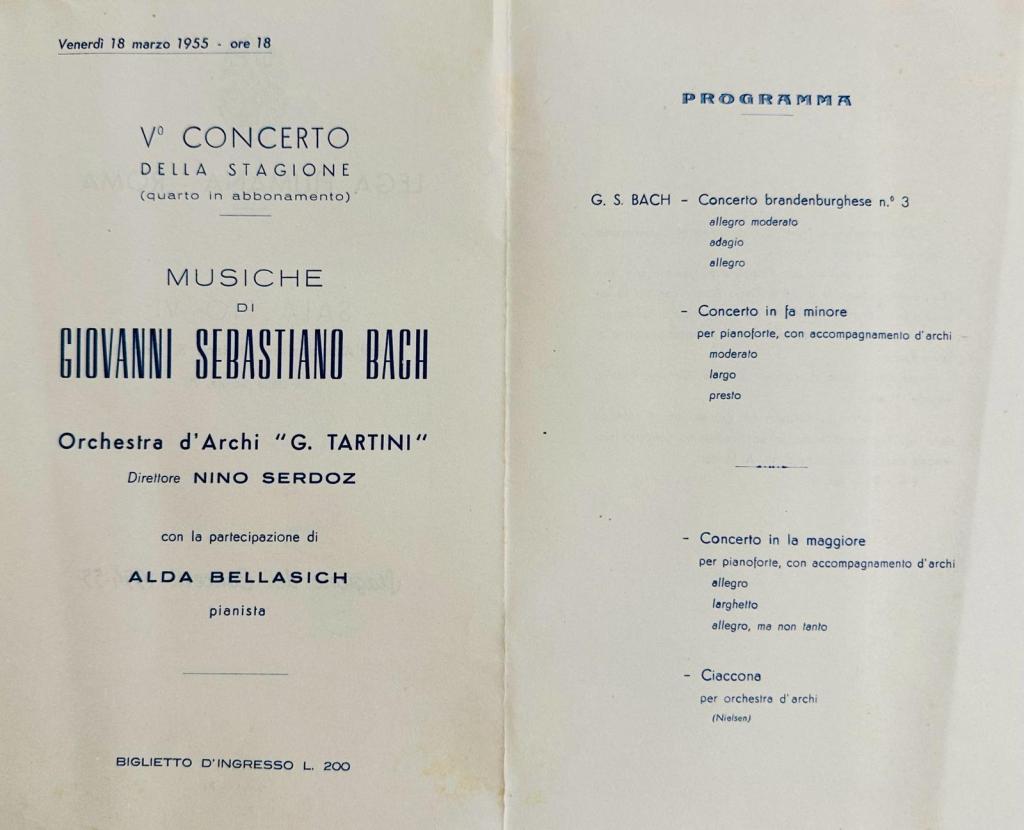 Venerdì 18 marzo 1955 - ore 18
V° CONCERTO
DELLA STAGIONE
(quarto in abbonamento)
MUSICHE
DI
GIOVANNI SEBASTIANO BACH
Orchestra d'Archi "G. TARTINI"
Direttore NINO SERDOZ
con la partecipazione di
ALDA BELLASICH
pianista
BIGLIETTO D'INGRESSO L. 200
PROGRAMMA
G. S. BACH - Concerto brandenburghese n.° 3
allegro moderato
adagio
allegro
- Concerto in fa minore
per pianoforte, con accompagnamento d'archi
moderato
largo
presto
- Concerto in la maggiore
per pianoforte, con accompagnamento d'archi
allegro
larghetto
allegro, ma non tanto
- Ciaccona
per orchestra d'archi
(Nielsen)